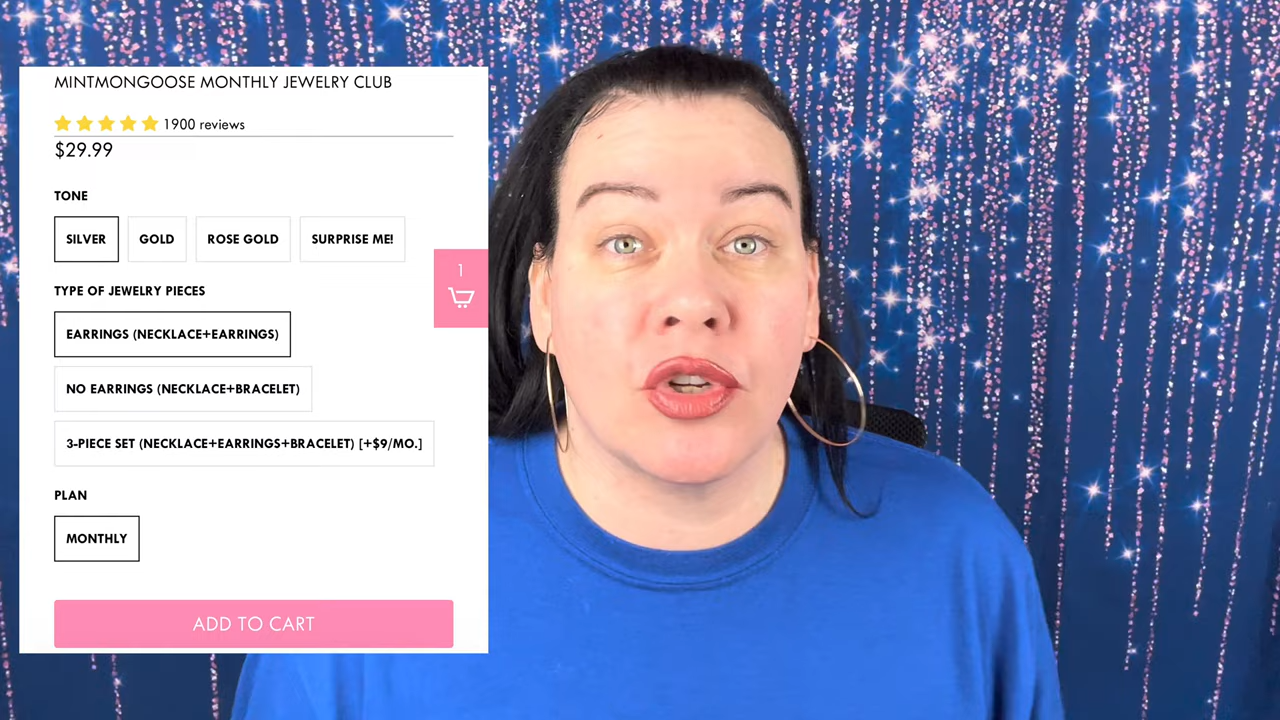 MINTMONGOOSE MONTHLY JEWELRY CLUB
1900 reviews
$29.99
TONE
SILVER GOLD ROSE GOLD SURPRISE ME!
1
TYPE OF JEWELRY PIECES
EARRINGS (NECKLACE+EARRINGS)
NO EARRINGS (NECKLACE+BRACELET)
3-PIECE SET (NECKLACE+EARRINGS+BRACELET) [+$9/MO.]
PLAN
MONTHLY
ADD TO CART